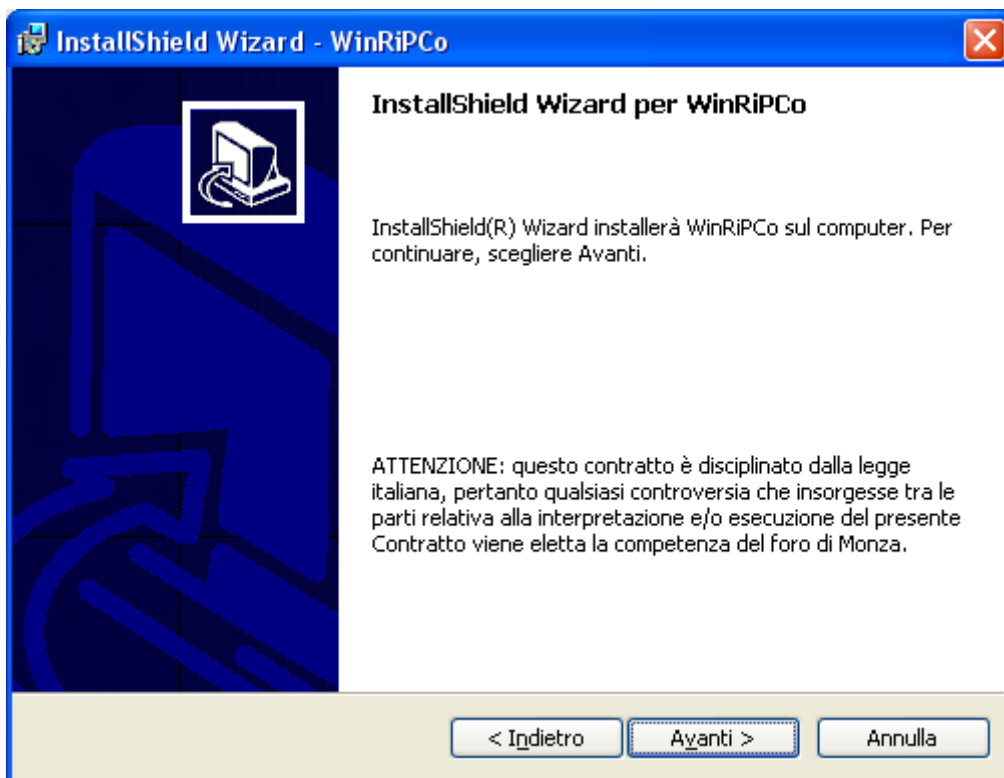 InstallShield Wizard - WinRiPCo
InstallShield Wizard per WinRiPCo
InstallShield(R) Wizard installerà WinRiPCo sul computer. Per
continuare, scegliere Avanti.
ATTENZIONE: questo contratto è disciplinato dalla legge
italiana, pertanto qualsiasi controversia che insorgesse tra le
parti relativa alla interpretazione e/o esecuzione del presente
Contratto viene eletta la competenza del foro di Monza.
< Indietro
Avanti >
Annulla